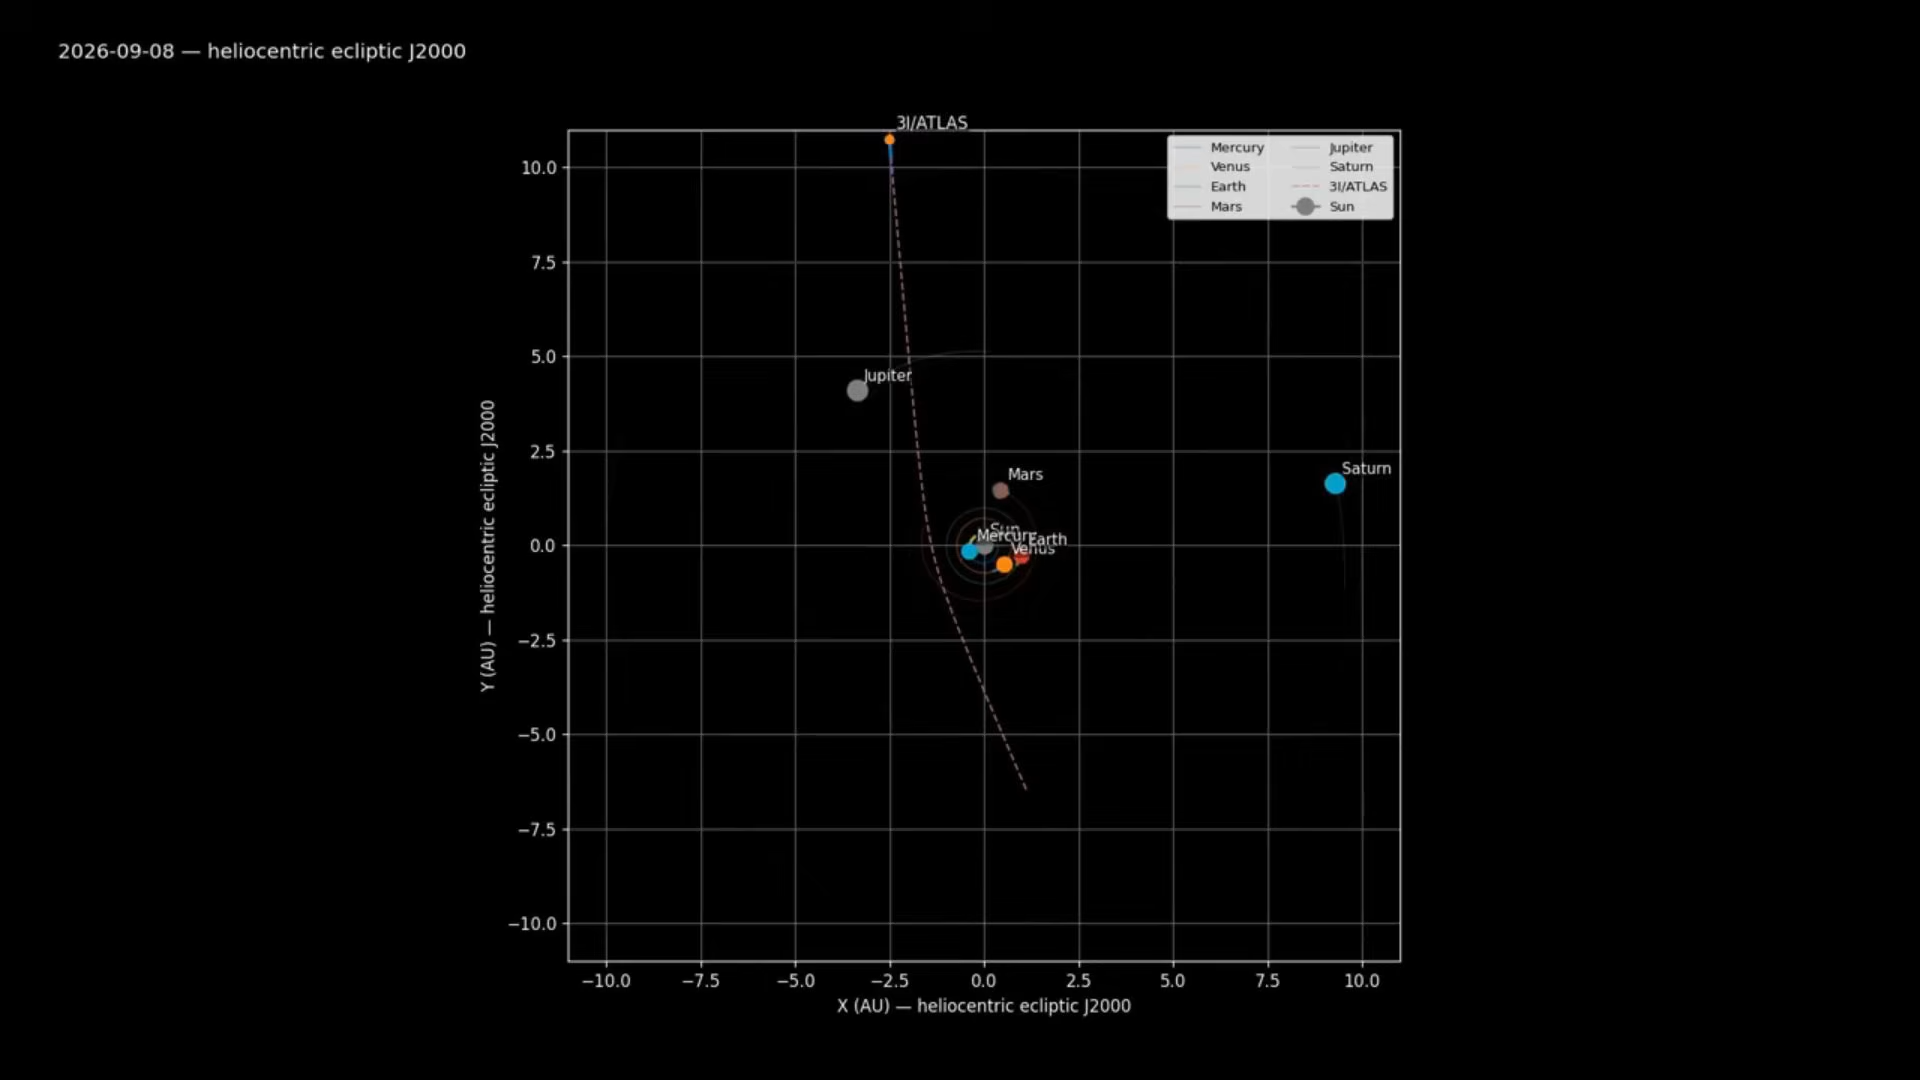 2026-09-08 — heliocentric ecliptic J2000
3I/ATLAS
Mercury
Venus
Earth
Mars
Jupiter
Saturn
3I/ATLAS
Sun
10.0
7.5
5.0
2.5
0.0
−2.5
−5.0
−7.5
−10.0
Y (AU) — heliocentric ecliptic J2000
Jupiter
Mars
Saturn
Sun
Mercury
Earth
Venus
−10.0 −7.5 −5.0 −2.5 0.0 2.5 5.0 7.5 10.0
X (AU) — heliocentric ecliptic J2000